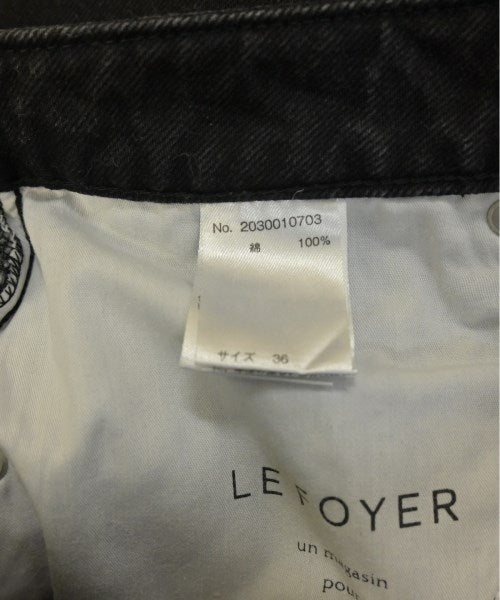 No. 2030010703
綿 100%
サイズ 36
LE FOYER
un magasin
pour